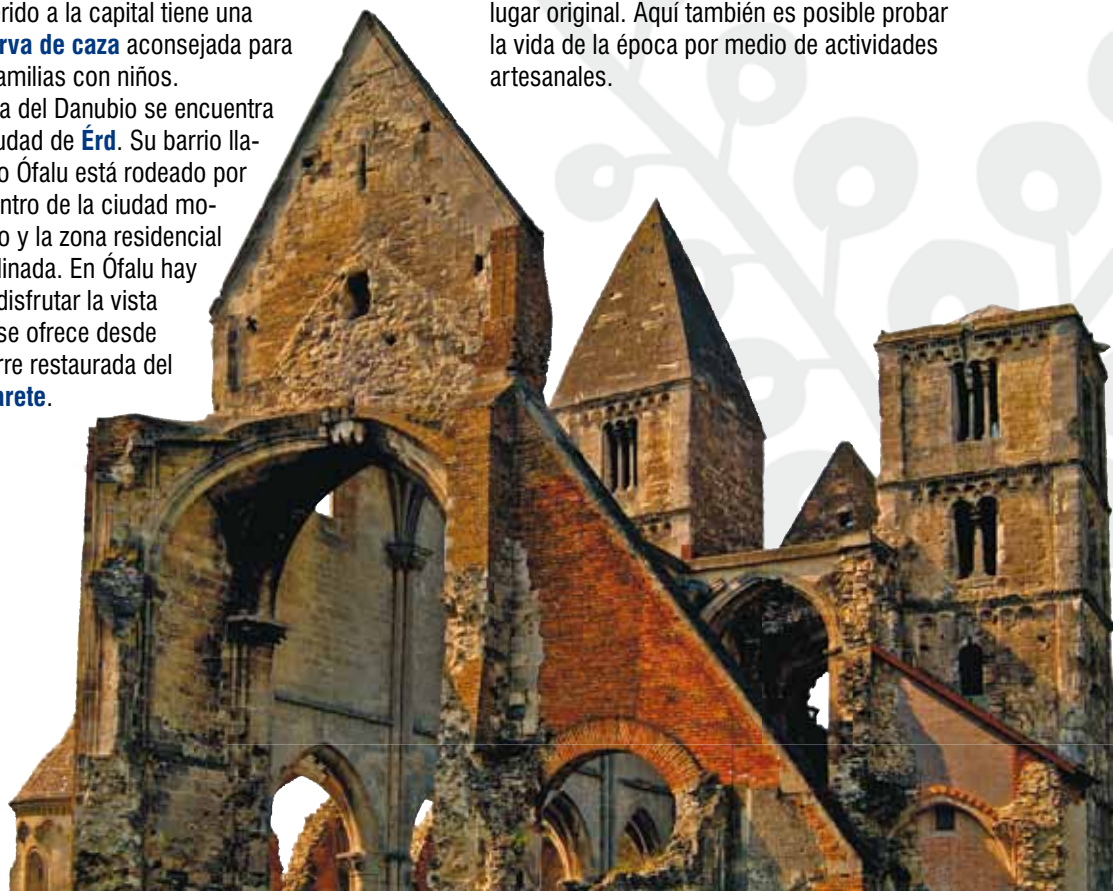 erido a la capital tiene una
rva de caza aconsejada para
amilias con niños.
a del Danubio se encuentra
udad de Érd. Su barrio lla-
o Ófalu está rodeado por
ntro de la ciudad mo-
o y la zona residencial
linada. En Ófalu hay
disfrutar la vista
se ofrece desde
rre restaurada del
arete.
lugar original. Aquí también es posible probar
la vida de la época por medio de actividades
artesanales.